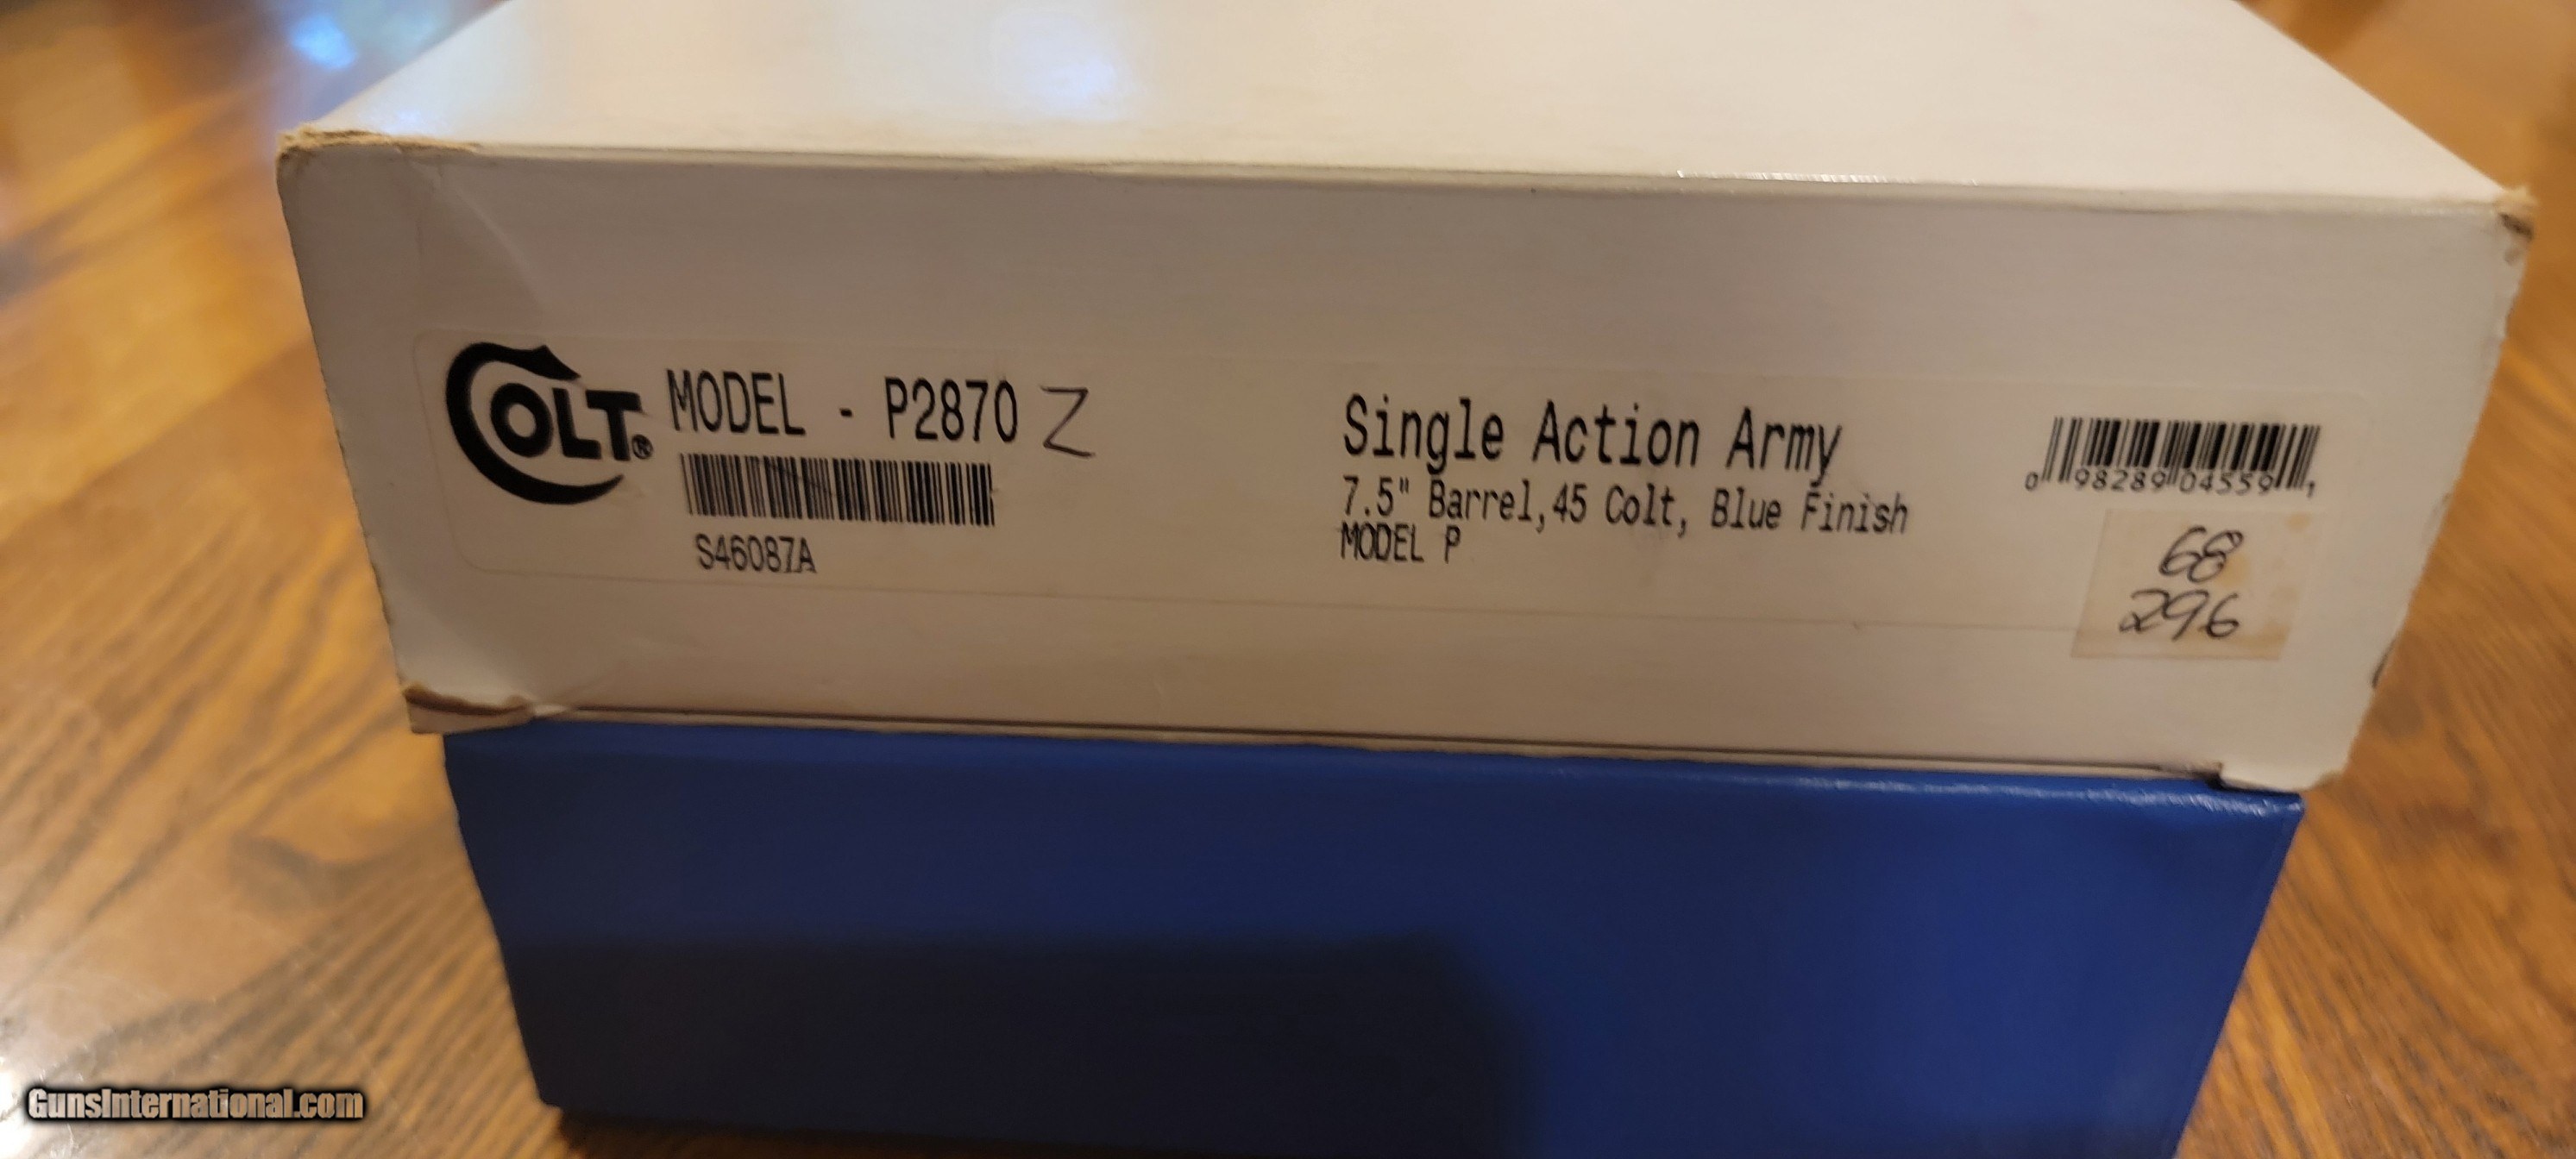 COLT® MODEL - P2870 Z
S46087A
Single Action Army
7.5" Barrel,45 Colt, Blue Finish
MODEL P
0 98289 04559 1
68
296
GunsInternational.com